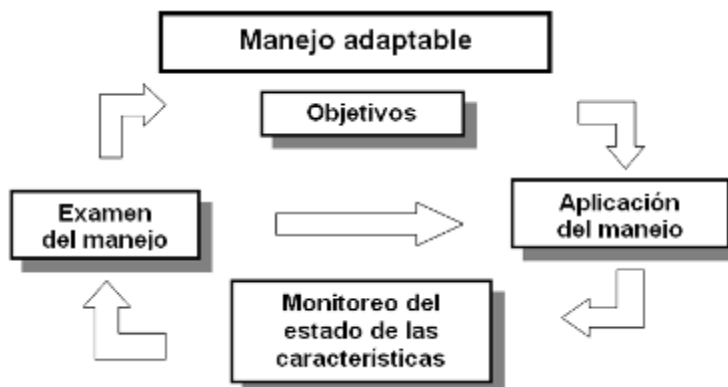 Manejo adaptable
Objetivos
Examen
del manejo
Aplicación
del manejo
Monitoreo del
estado de las
características